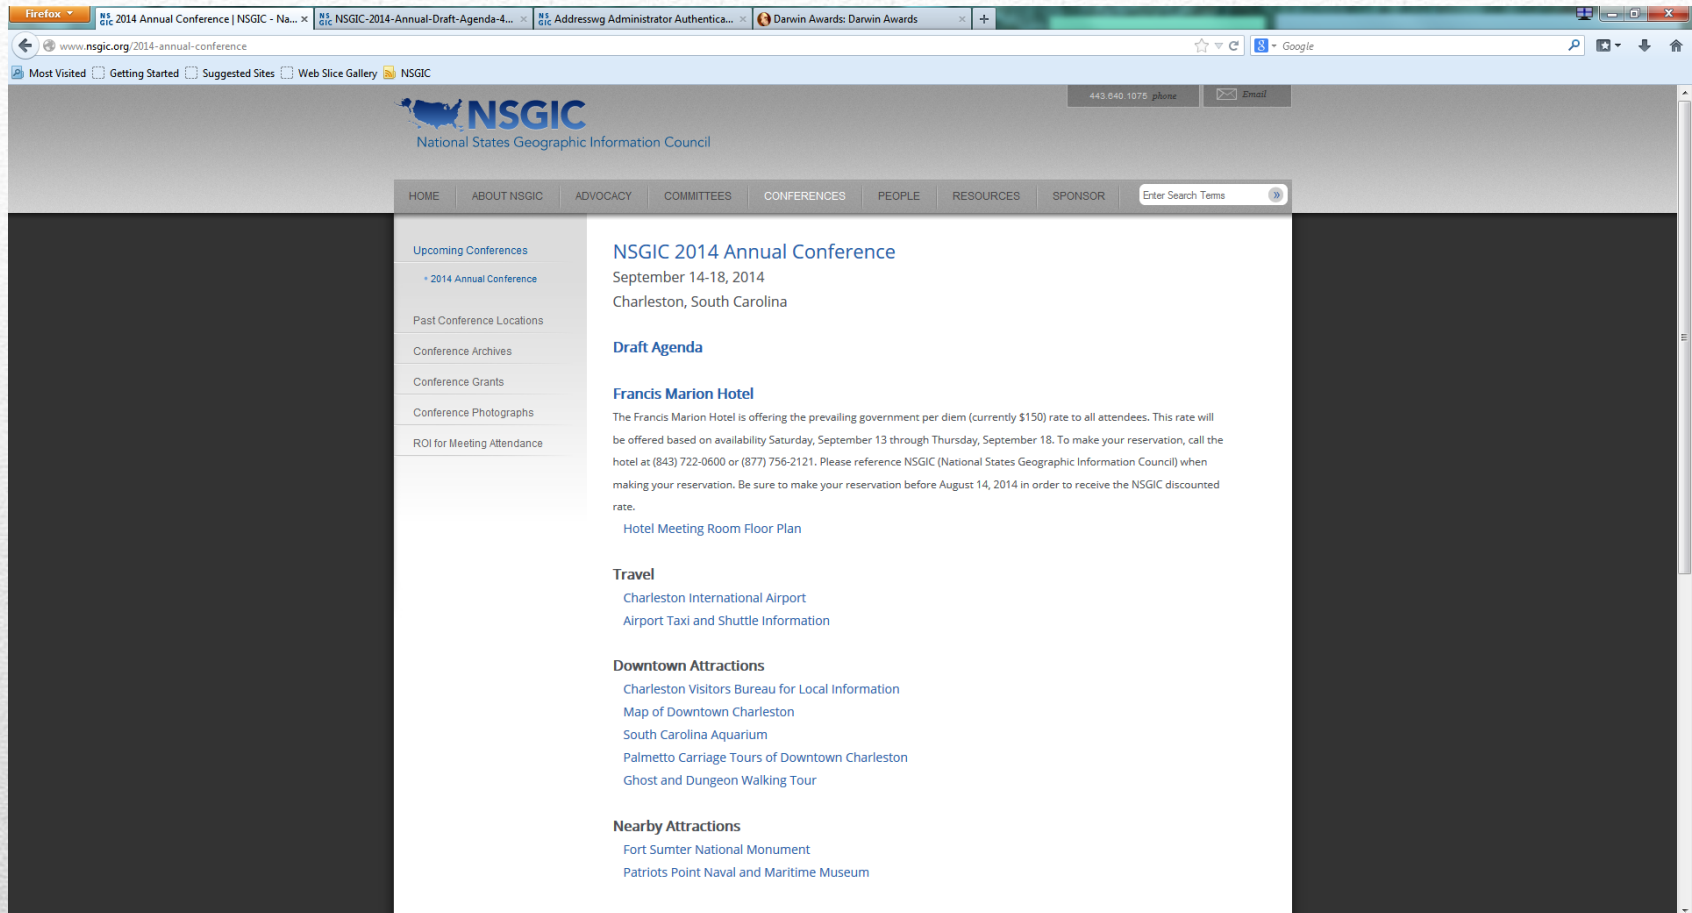 Firefox
2014 Annual Conference | NSGIC - Na...
NSGIC-2014-Annual-Draft-Agenda-4...
Addresswg Administrator Authentica...
Darwin Awards: Darwin Awards
www.nsgic.org/2014-annual-conference
Google
Most Visited
Getting Started
Suggested Sites
Web Slice Gallery
NSGIC
443.640.1075 phone
Email
NSGIC
National States Geographic Information Council
HOME
ABOUT NSGIC
ADVOCACY
COMMITTEES
CONFERENCES
PEOPLE
RESOURCES
SPONSOR
Enter Search Terms
Upcoming Conferences
2014 Annual Conference
Past Conference Locations
Conference Archives
Conference Grants
Conference Photographs
ROI for Meeting Attendance
NSGIC 2014 Annual Conference
September 14-18, 2014
Charleston, South Carolina
Draft Agenda
Francis Marion Hotel
The Francis Marion Hotel is offering the prevailing government per diem (currently $150) rate to all attendees. This rate will
be offered based on availability Saturday, September 13 through Thursday, September 18. To make your reservation, call the
hotel at (843) 722-0600 or (877) 756-2121. Please reference NSGIC (National States Geographic Information Council) when
making your reservation. Be sure to make your reservation before August 14, 2014 in order to receive the NSGIC discounted
rate.
Hotel Meeting Room Floor Plan
Travel
Charleston International Airport
Airport Taxi and Shuttle Information
Downtown Attractions
Charleston Visitors Bureau for Local Information
Map of Downtown Charleston
South Carolina Aquarium
Palmetto Carriage Tours of Downtown Charleston
Ghost and Dungeon Walking Tour
Nearby Attractions
Fort Sumter National Monument
Patriots Point Naval and Maritime Museum